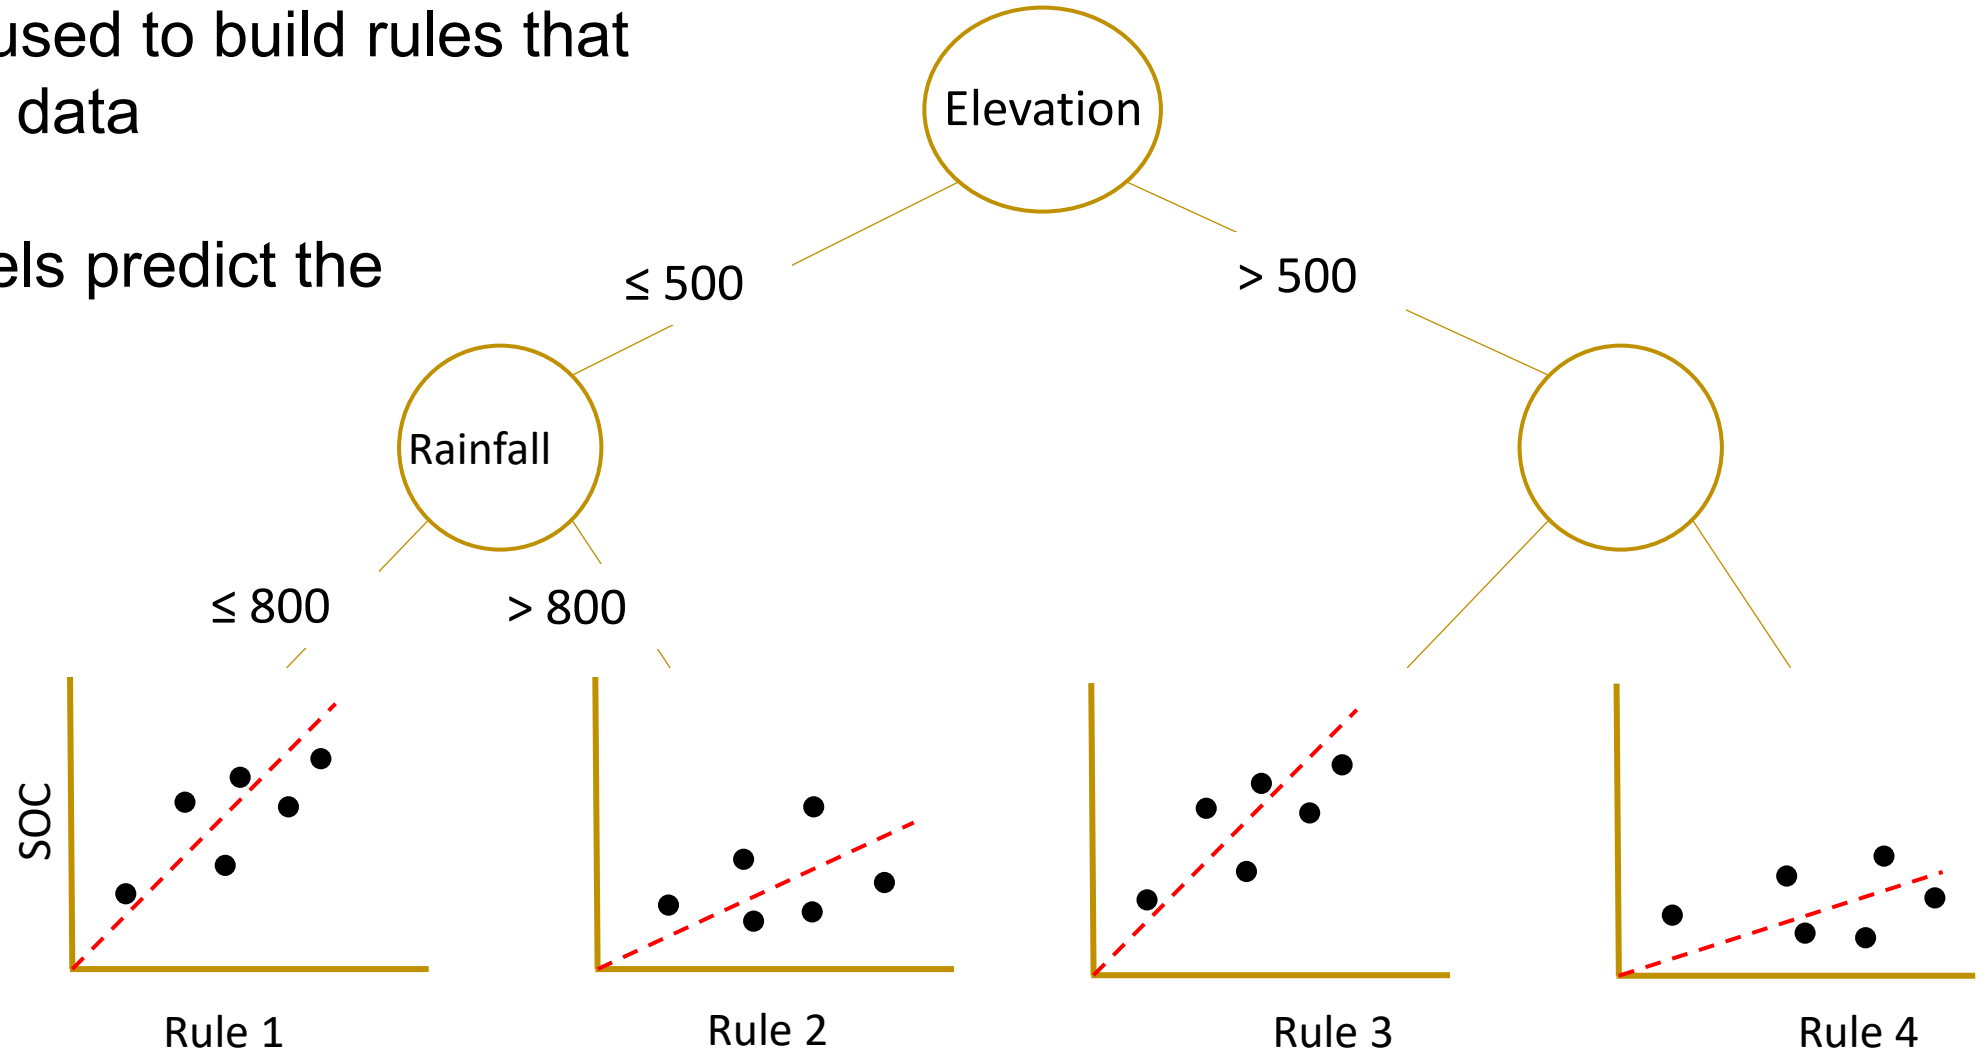 used to build rules that
data
els predict the
Elevation
≤ 500
> 500
Rainfall
≤ 800
> 800
SOC
Rule 1
Rule 2
Rule 3
Rule 4